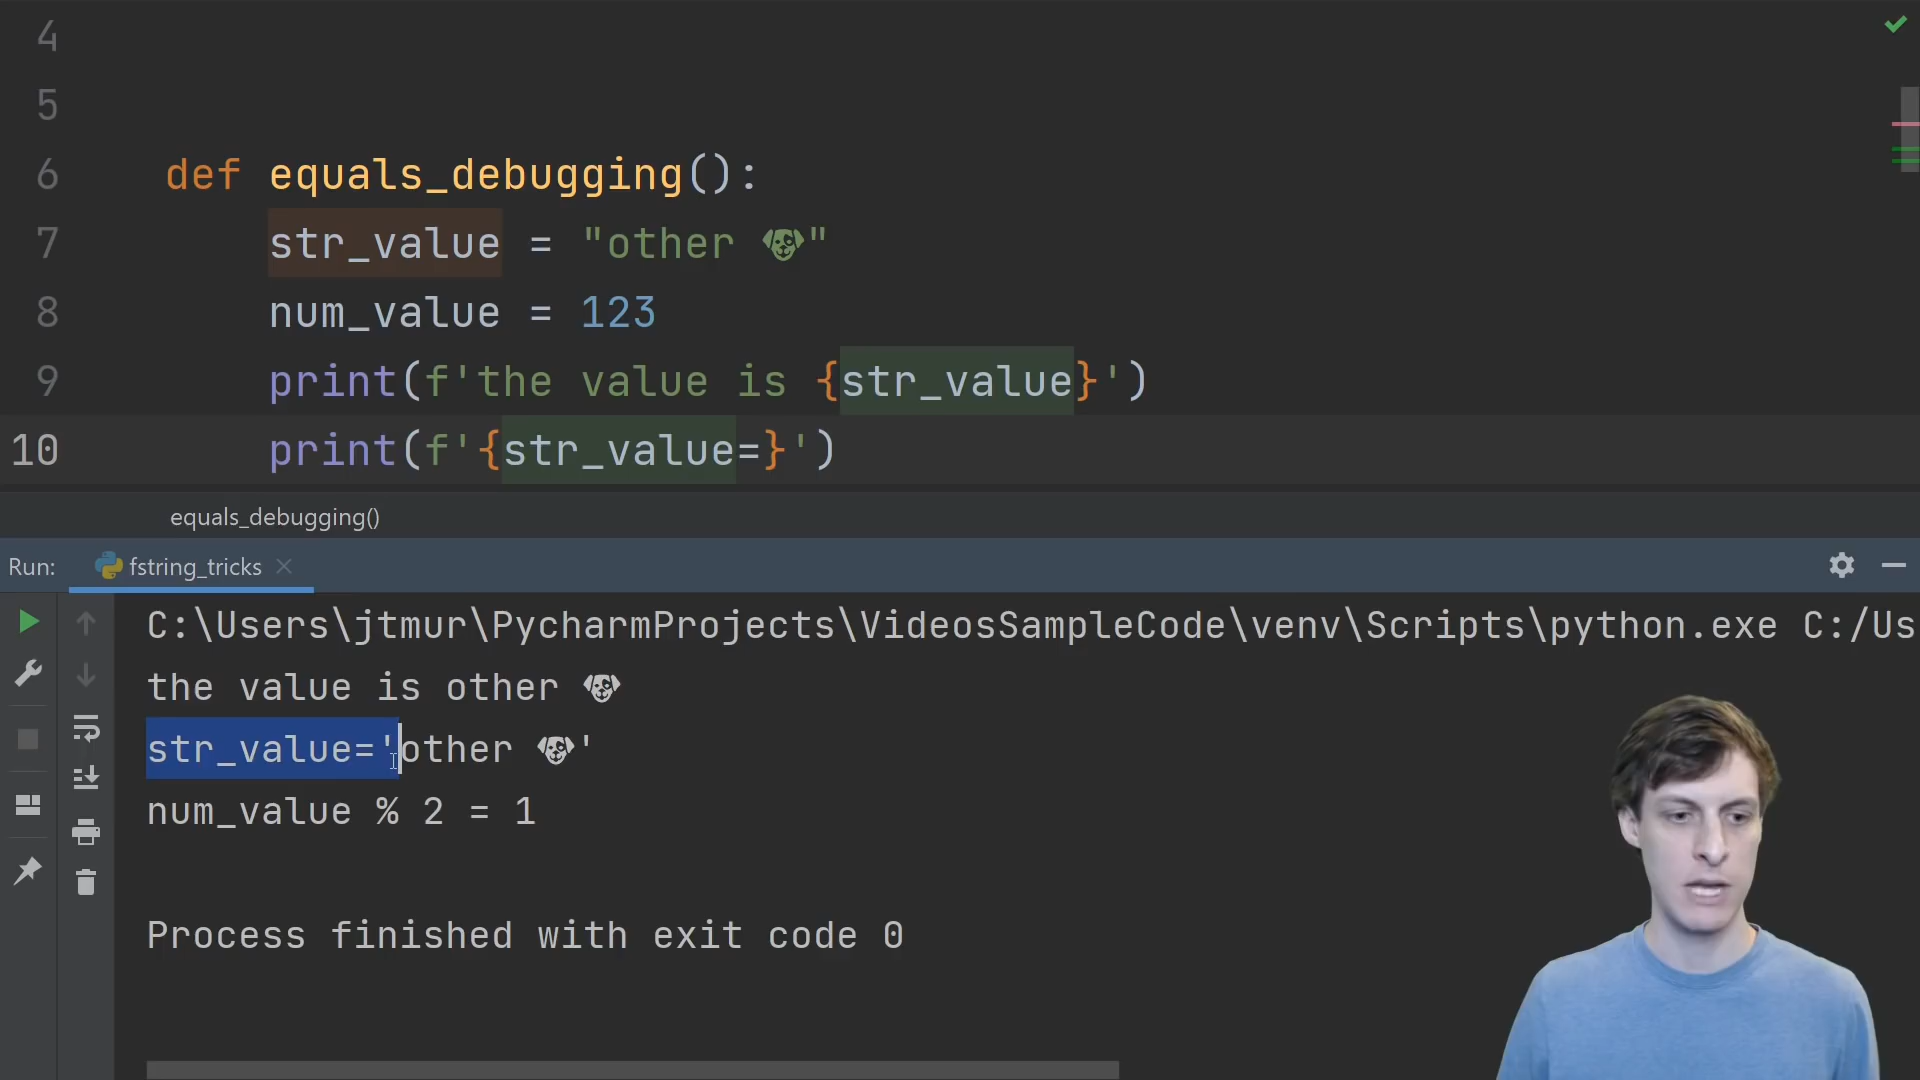 4
5
6 def equals_debugging():
7 str_value = "other 🐶"
8 num_value = 123
9 print(f'the value is {str_value}')
10 print(f'{str_value=}')
equals_debugging()
Run: fstring_tricks
C:\Users\jtmur\PycharmProjects\VideosSampleCode\venv\Scripts\python.exe C:/Us
the value is other 🐶
str_value='other 🐶'
num_value % 2 = 1
Process finished with exit code 0